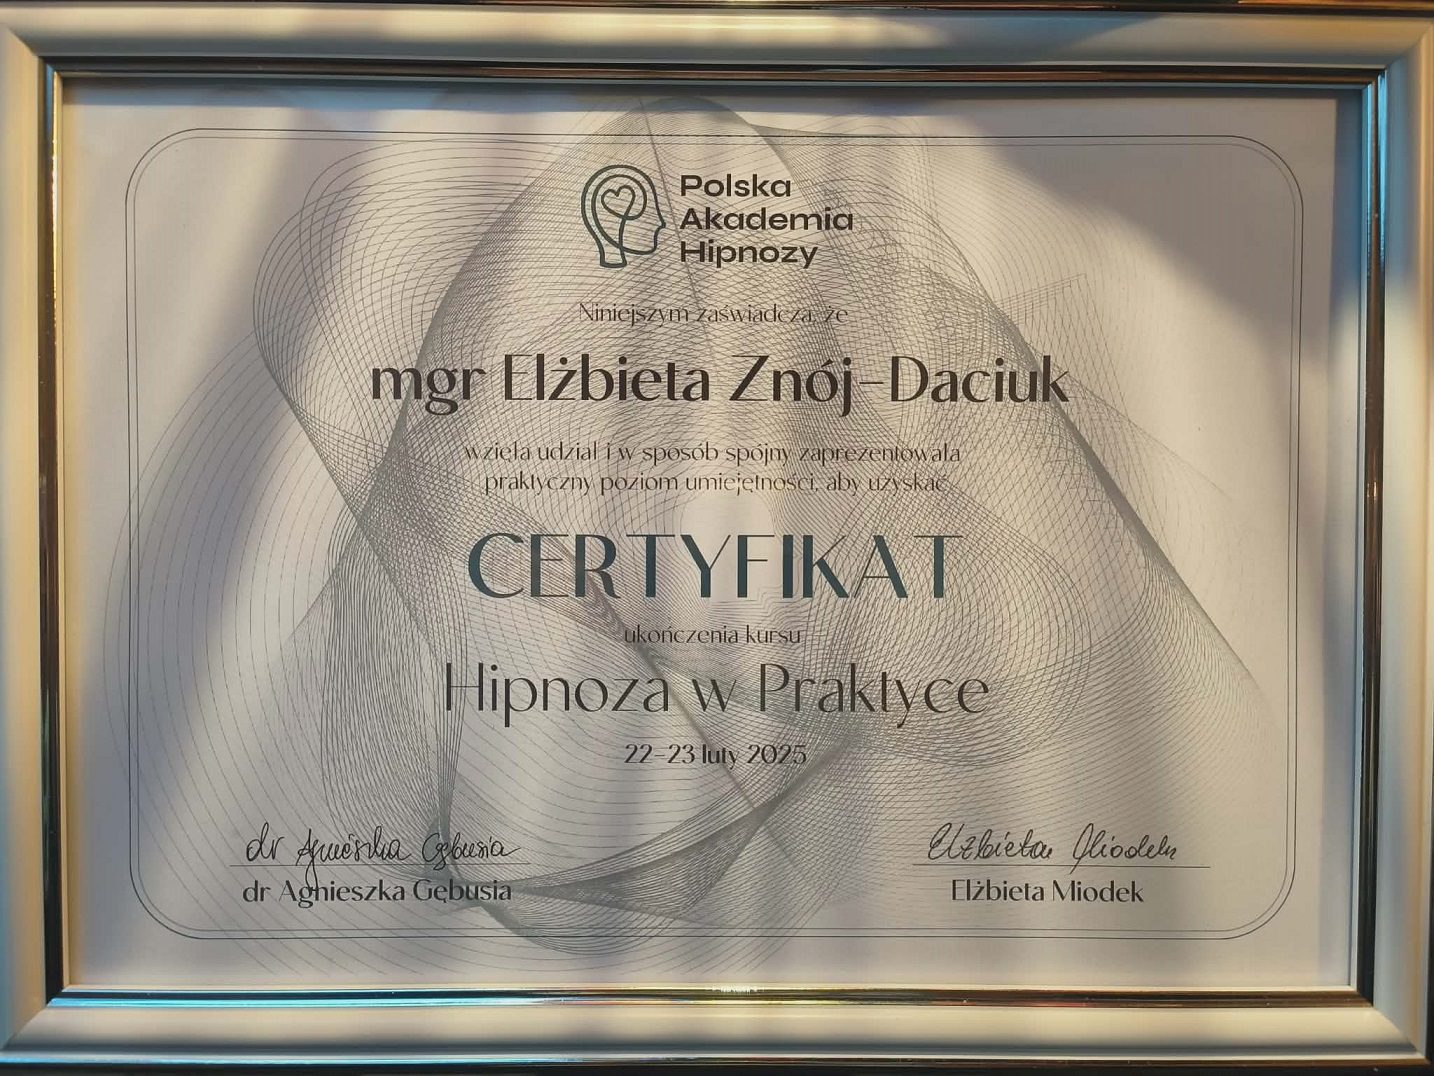 Polska
Akademia
Hipnozy
Niniejszym zaświadcza, że
mgr Elżbieta Znój-Daciuk
wzięła udział i w sposób spójny zaprezentowała
praktyczny poziom umiejętności, aby uzyskać
CERTYFIKAT
ukończenia kursu
Hipnoza w Praktyce
22-23 luty 2025
dr Agnieszka Gębusia
Elżbieta Miodek
dr Agnieszka Gębusia
Elżbieta Miodek